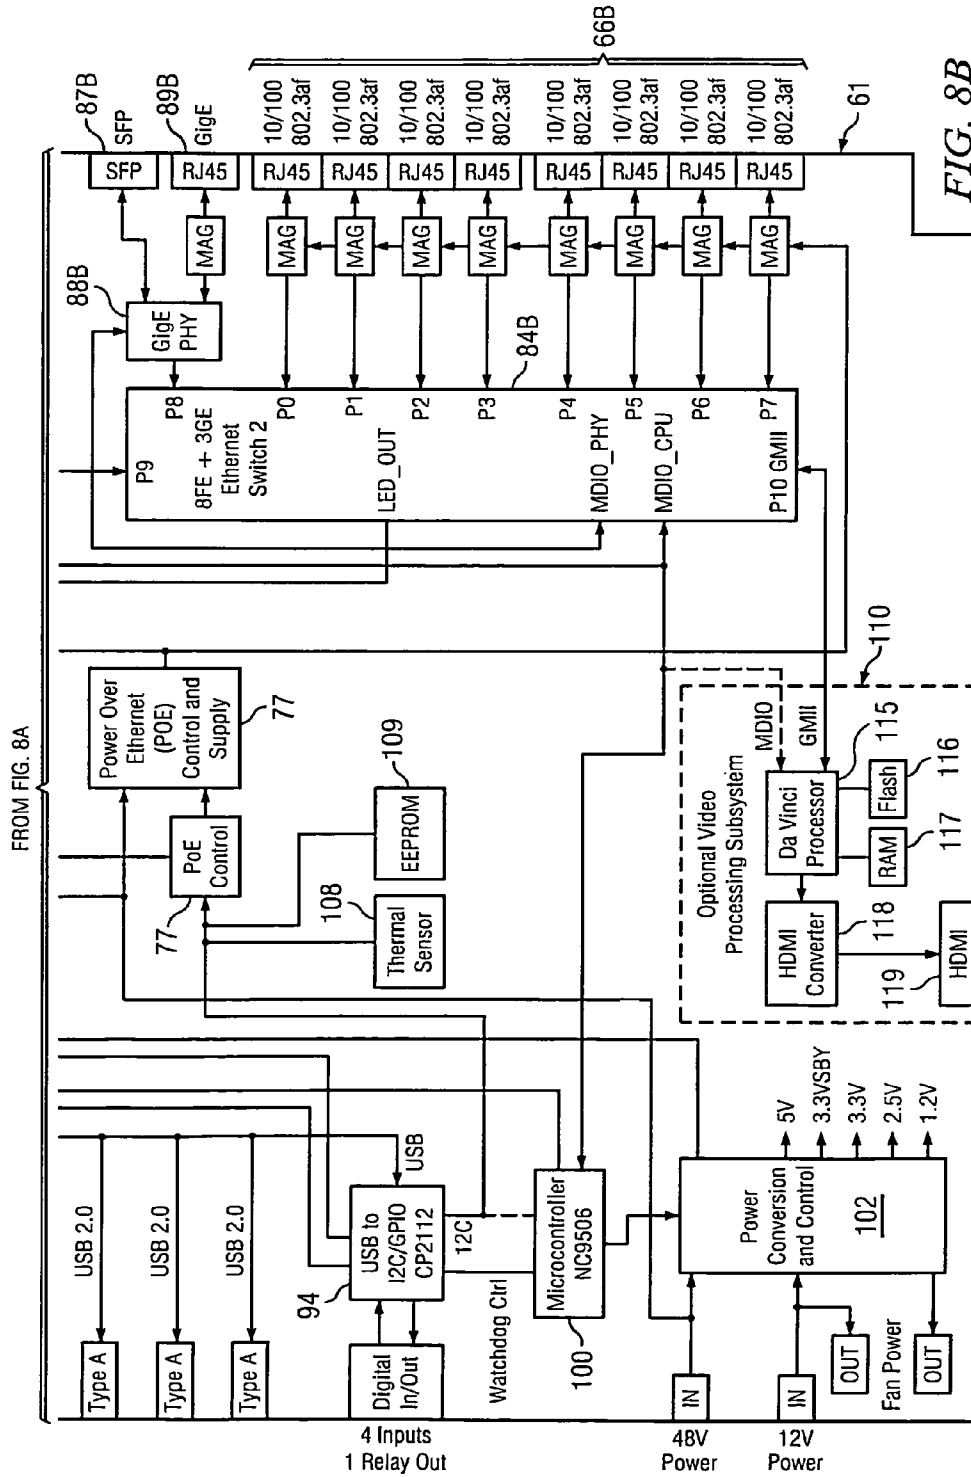 FROM FIG. 8A
87B
SFP
SFP
89B
GigE
RJ45
MAG
88B
GigE
PHY
66B
10/100
802.3af
10/100
802.3af
10/100
802.3af
10/100
802.3af
10/100
802.3af
10/100
802.3af
10/100
802.3af
10/100
802.3af
RJ45
RJ45
RJ45
RJ45
RJ45
RJ45
RJ45
RJ45
MAG
MAG
MAG
MAG
MAG
MAG
MAG
MAG
61
FIG. 8B
84B
P9
8FE + 3GE
Ethernet
Switch 2
LED_OUT
MDIO_PHY
MDIO_CPU
P10 GMII
P8
P0
P1
P2
P3
P4
P5
P6
P7
Power Over
Ethernet
(POE)
Control and
Supply
77
PoE
Control
77
109
EEPROM
108
Thermal
Sensor
110
Optional Video
Processing Subsystem
MDIO
GMII
Da Vinci
Processor
115
Flash
116
RAM
117
HDMI
Converter
118
HDMI
119
USB 2.0
USB 2.0
USB 2.0
Type A
Type A
Type A
USB
USB to
I2C/GPIO
CP2112
94
12C
Digital
In/Out
4 Inputs
1 Relay Out
Watchdog Ctrl
Microcontroller
NC9506
100
Power
Conversion
and Control
102
5V
3.3VSBY
3.3V
2.5V
1.2V
IN
48V
Power
IN
12V
Power
OUT
Fan Power
OUT